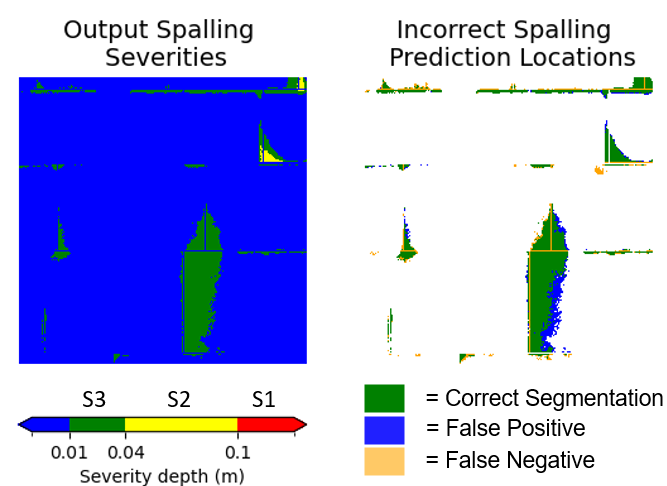 Output Spalling
Severities
Incorrect Spalling
Prediction Locations
S3 S2 S1
0.01 0.04 0.1
Severity depth (m)
= Correct Segmentation
= False Positive
= False Negative